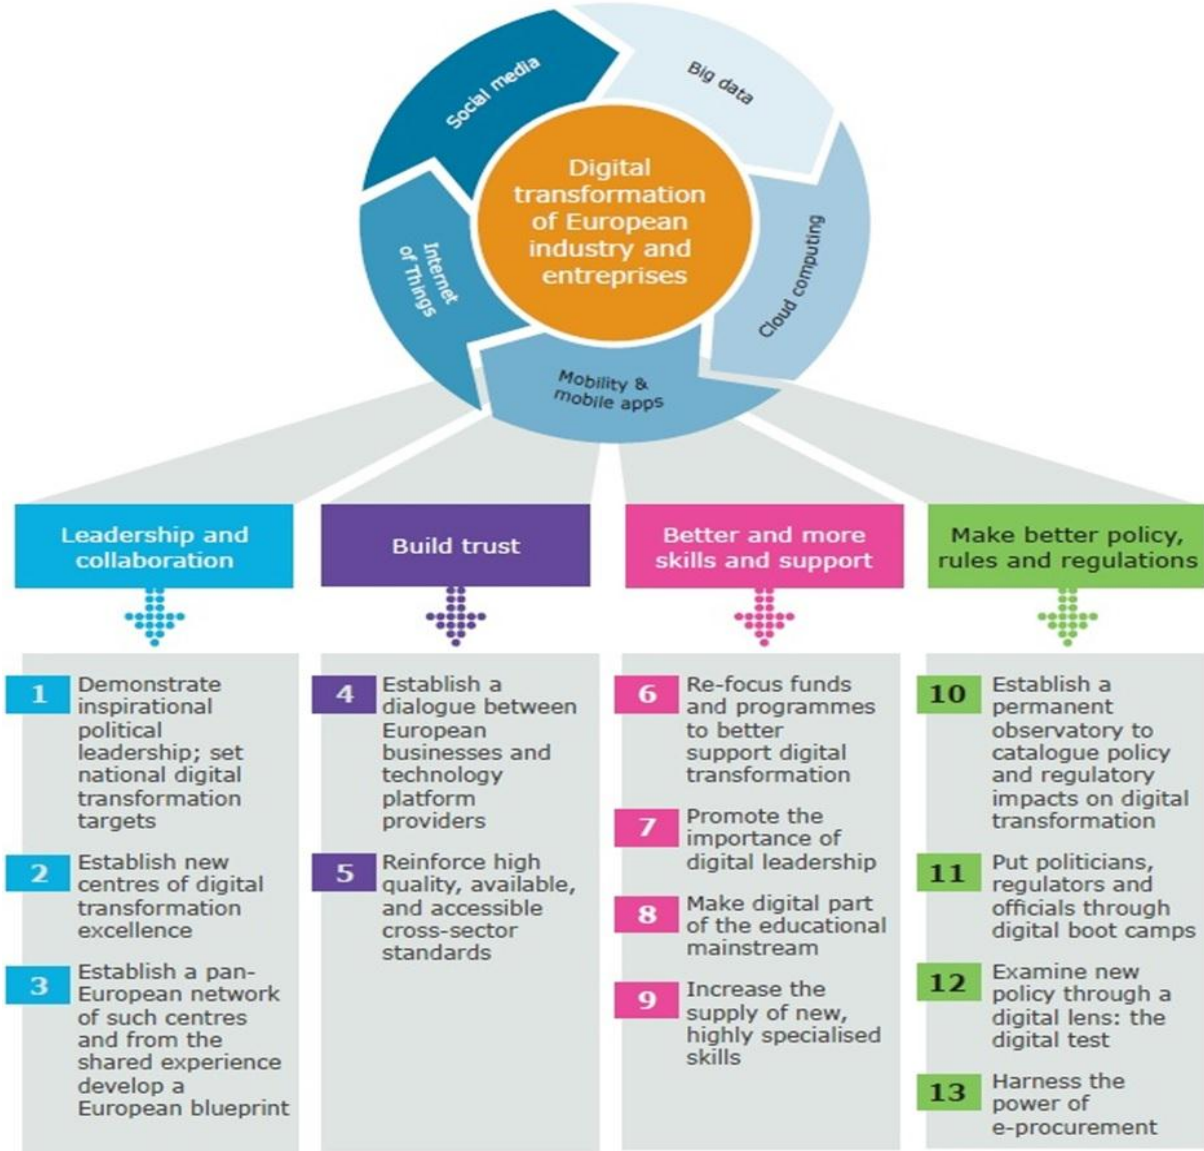 Social media
Big data
Cloud computing
Mobility &
mobile apps
Internet
of Things
Digital
transformation
of European
industry and
entreprises
Leadership and
collaboration
1
Demonstrate
inspirational
political
leadership; set
national digital
transformation
targets
2
Establish new
centres of digital
transformation
excellence
3
Establish a pan-
European network
of such centres
and from the
shared experience
develop a
European blueprint
Build trust
4
Establish a
dialogue between
European
businesses and
technology
platform
providers
5
Reinforce high
quality, available,
and accessible
cross-sector
standards
Better and more
skills and support
6
Re-focus funds
and programmes
to better
support digital
transformation
7
Promote the
importance of
digital leadership
8
Make digital part
of the educational
mainstream
9
Increase the
supply of new,
highly specialised
skills
Make better policy,
rules and regulations
10
Establish a
permanent
observatory to
catalogue policy
and regulatory
impacts on digital
transformation
11
Put politicians,
regulators and
officials through
digital boot camps
12
Examine new
policy through a
digital lens: the
digital test
13
Harness the
power of
e-procurement